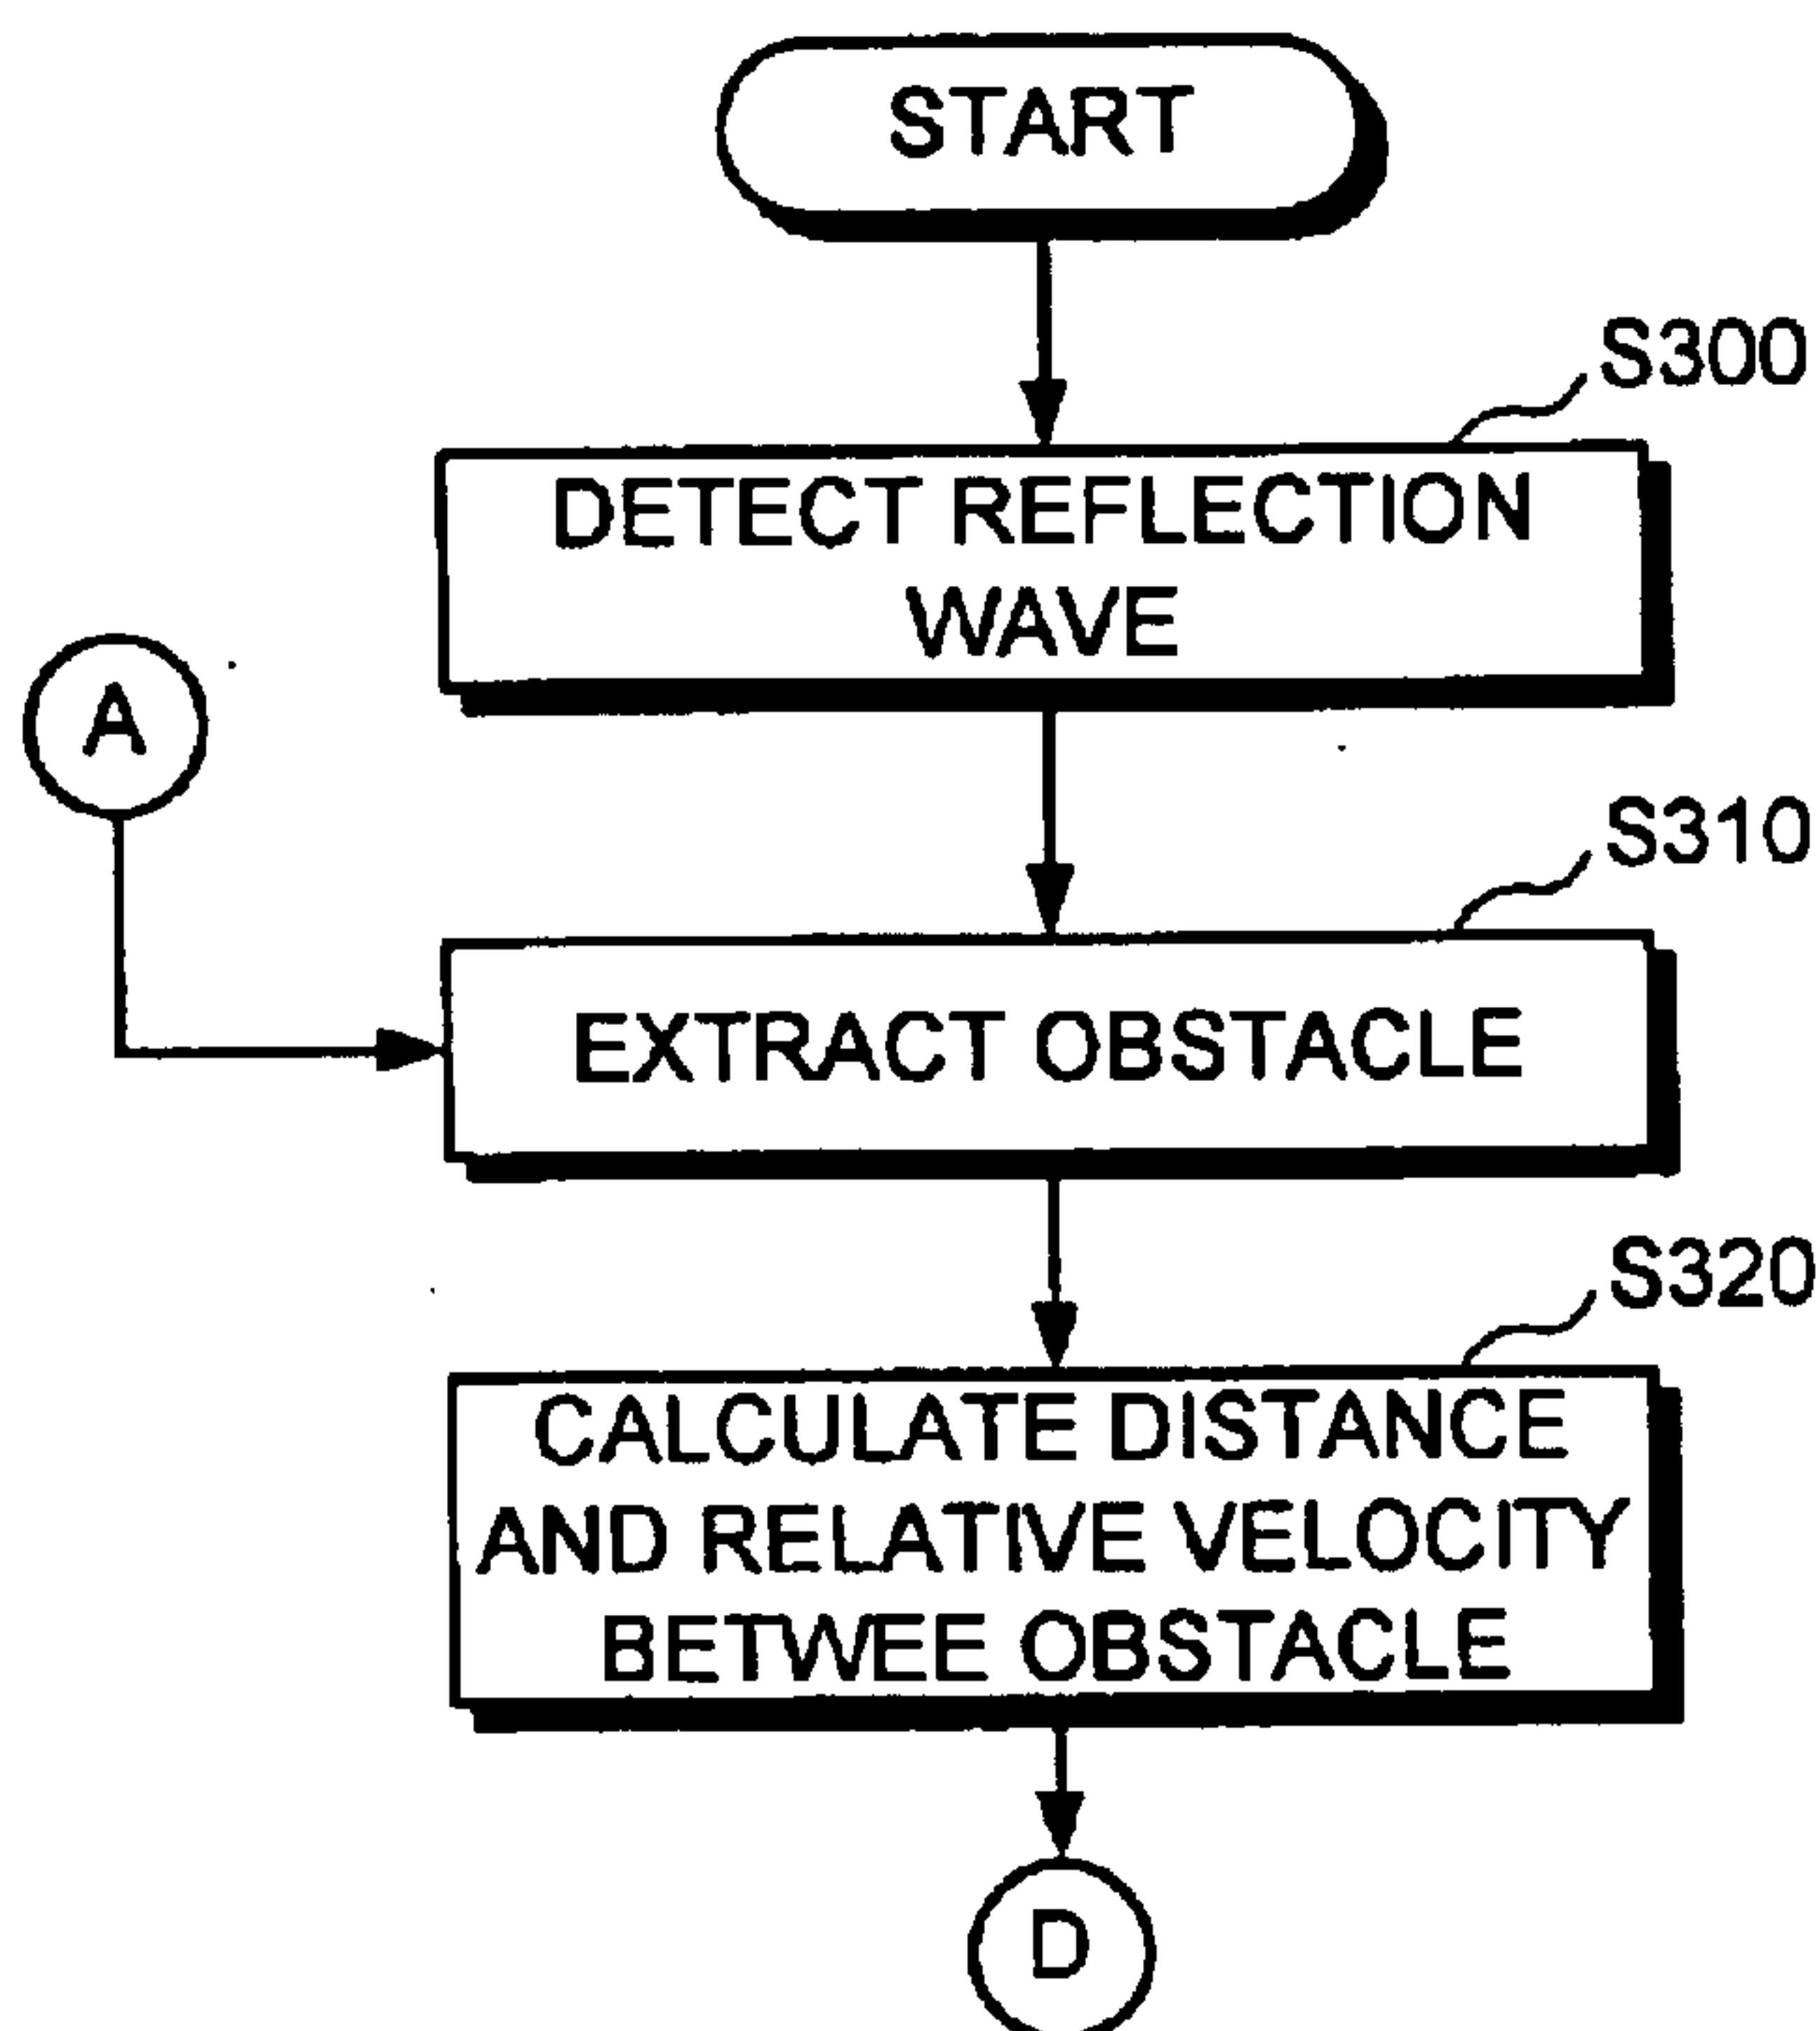 START
S300
DETECT REFLECTION
WAVE
A
S310
EXTRACT OBSTACLE
S320
CALCULATE DISTANCE
AND RELATIVE VELOCITY
BETWEE OBSTACLE
D